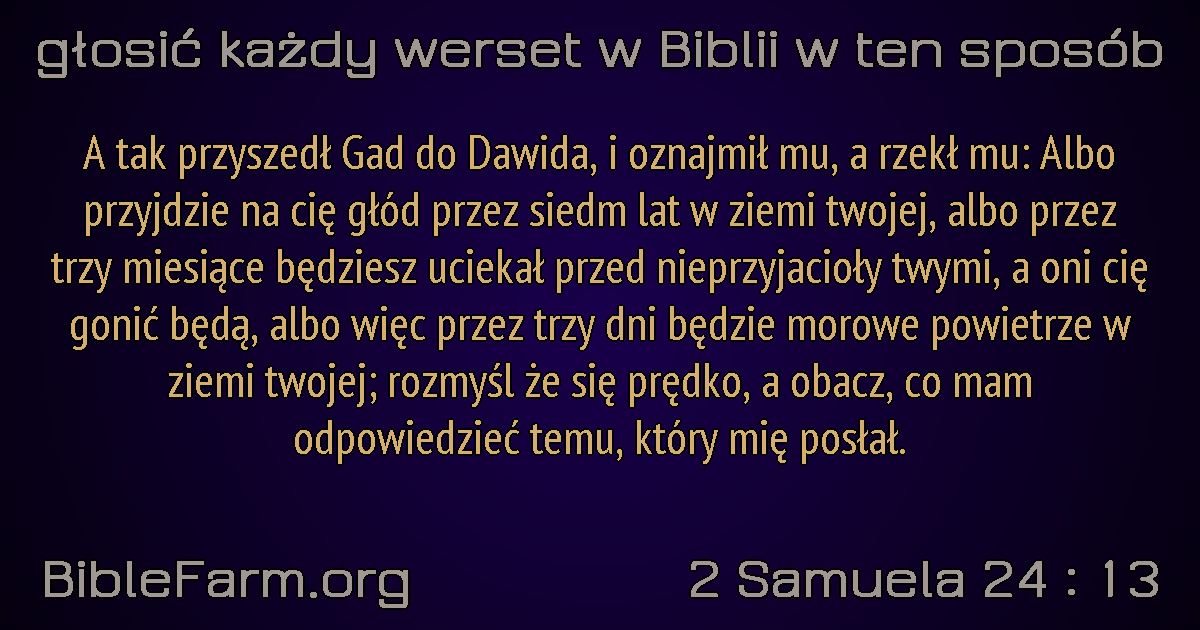 głosić każdy werset w Biblii w ten sposób
A tak przyszedł Gad do Dawida, i oznajmił mu, a rzekł mu: Albo
przyjdzie na cię głód przez siedm lat w ziemi twojej, albo przez
trzy miesiące będziesz uciekał przed nieprzyjacioły twymi, a oni cię
gonić będą, albo więc przez trzy dni będzie morowe powietrze w
ziemi twojej; rozmyśl że się prędko, a obacz, co mam
odpowiedzieć temu, który mię posłał.
BibleFarm.org
2 Samuela 24 : 13